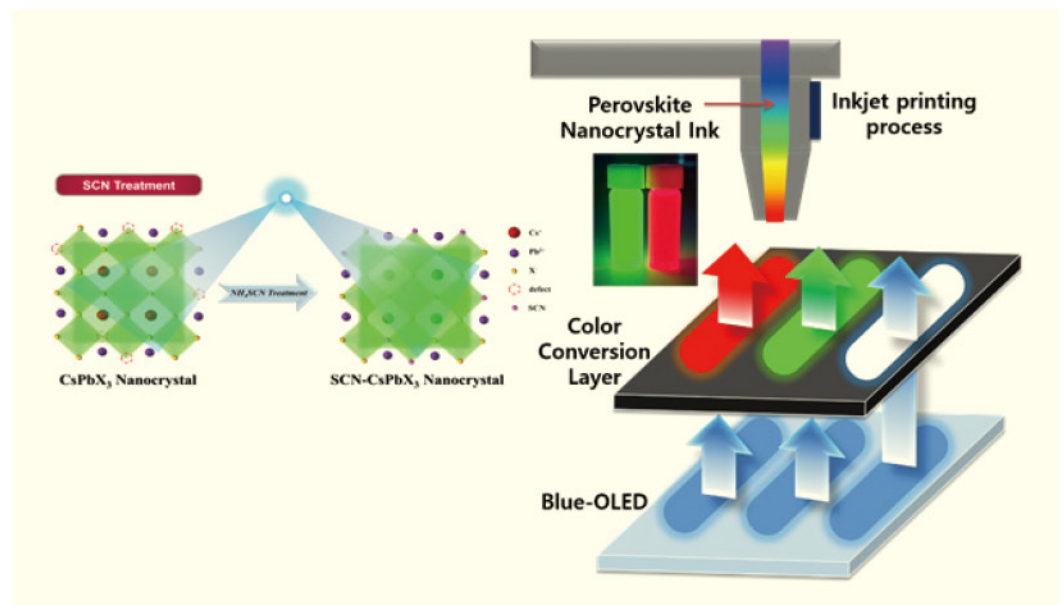 SCN Treatment
NH₄SCN Treatment
CsPbX₃ Nanocrystal
SCN-CsPbX₃ Nanocrystal
Cs⁺
Pb²⁺
X⁻
defect
SCN
Perovskite
Nanocrystal Ink
Inkjet printing
process
Color
Conversion
Layer
Blue-OLED